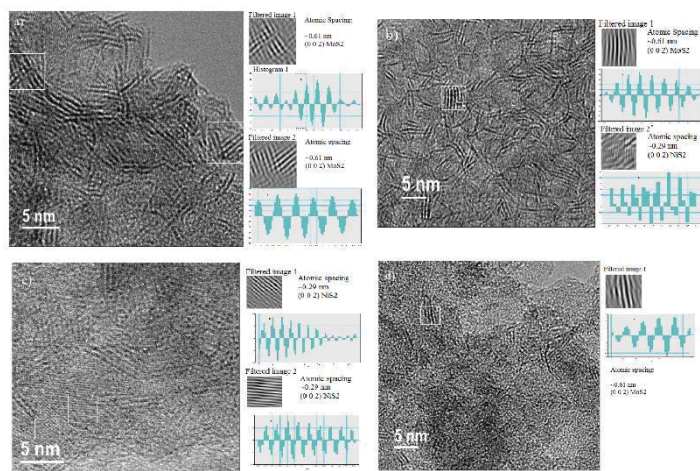 a)
5 nm
Filtered image 1
Atomic Spacing
~0.61 nm
(0 0 2) MoS2
Histogram 1
Filtered image 2
Atomic spacing
~0.61 nm
(0 0 2) MoS2
b)
5 nm
Filtered image 1
Atomic Spacing
~0.61 nm
(0 0 2) MoS2
Filtered image 2
Atomic spacing
~0.29 nm
(0 0 2) NiS2
c)
5 nm
Filtered image 1
Atomic spacing
~0.29 nm
(0 0 2) NiS2
Filtered image 2
Atomic spacing
~0.29 nm
(0 0 2) NiS2
d)
5 nm
Filtered image 1
Atomic spacing
~0.61 nm
(0 0 2) MoS2